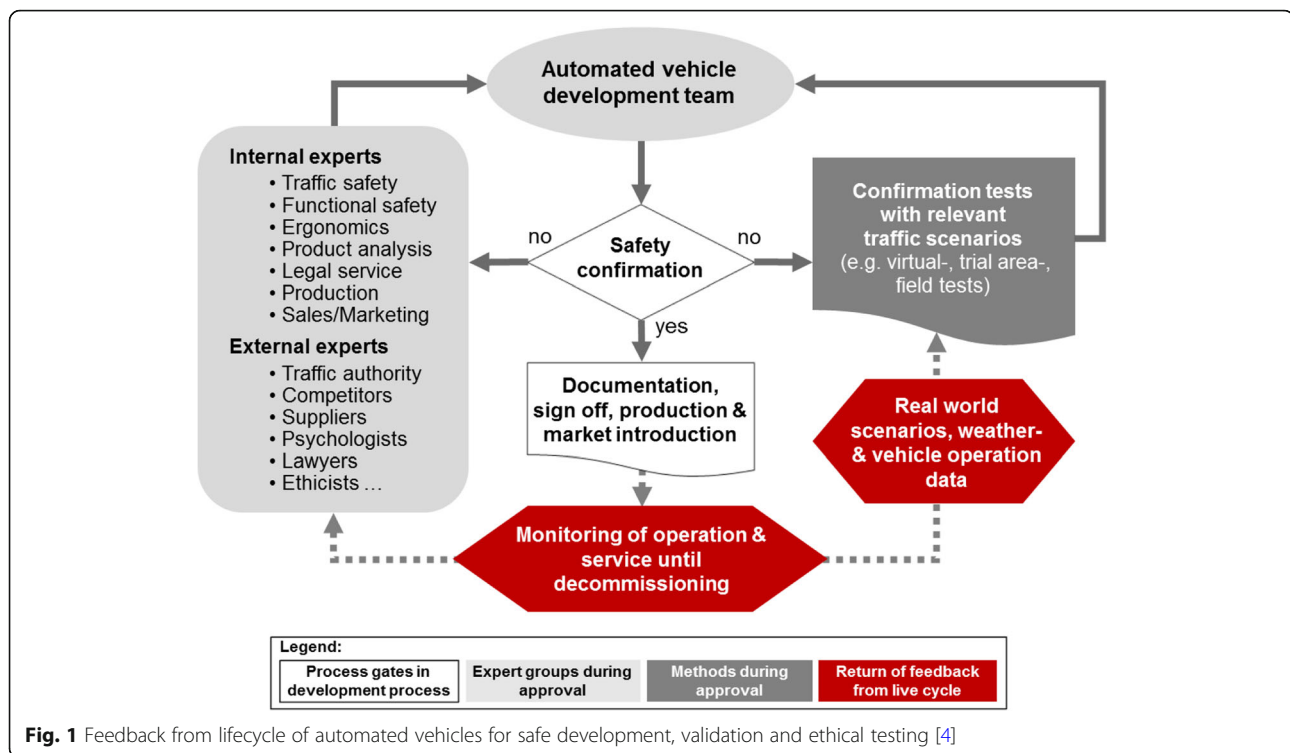 Automated vehicle
development team
Internal experts
• Traffic safety
• Functional safety
• Ergonomics
• Product analysis
• Legal service
• Production
• Sales/Marketing
External experts
• Traffic authority
• Competitors
• Suppliers
• Psychologists
• Lawyers
• Ethicists ...
no
Safety
confirmation
no
yes
Confirmation tests
with relevant
traffic scenarios
(e.g. virtual-, trial area-,
field tests)
Documentation,
sign off, production &
market introduction
Real world
scenarios, weather-
& vehicle operation
data
Monitoring of operation &
service until
decommissioning
Legend:
Process gates in
development process
Expert groups during
approval
Methods during
approval
Return of feedback
from live cycle
Fig. 1 Feedback from lifecycle of automated vehicles for safe development, validation and ethical testing [4]